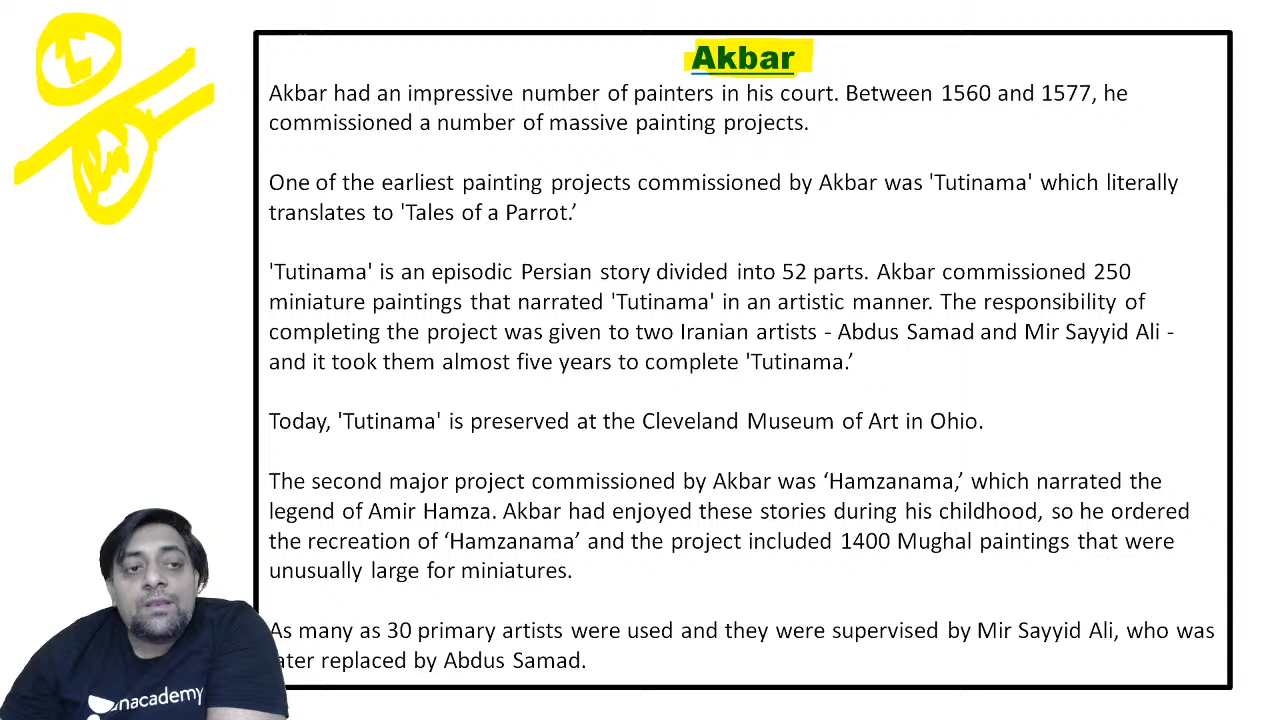 Akbar
Akbar had an impressive number of painters in his court. Between 1560 and 1577, he
commissioned a number of massive painting projects.
One of the earliest painting projects commissioned by Akbar was 'Tutinama' which literally
translates to 'Tales of a Parrot.’
'Tutinama' is an episodic Persian story divided into 52 parts. Akbar commissioned 250
miniature paintings that narrated 'Tutinama' in an artistic manner. The responsibility of
completing the project was given to two Iranian artists - Abdus Samad and Mir Sayyid Ali -
and it took them almost five years to complete 'Tutinama.’
Today, 'Tutinama' is preserved at the Cleveland Museum of Art in Ohio.
The second major project commissioned by Akbar was ‘Hamzanama,’ which narrated the
legend of Amir Hamza. Akbar had enjoyed these stories during his childhood, so he ordered
the recreation of ‘Hamzanama’ and the project included 1400 Mughal paintings that were
unusually large for miniatures.
As many as 30 primary artists were used and they were supervised by Mir Sayyid Ali, who was
ater replaced by Abdus Samad.
unacademy